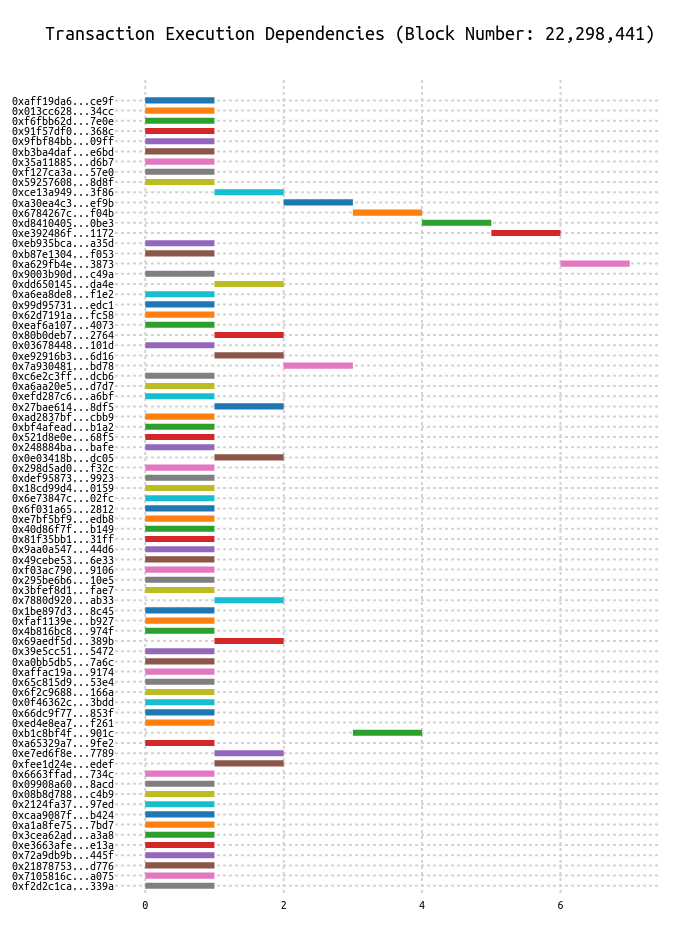 Transaction Execution Dependencies (Block Number: 22,298,441)
0xaff19da6...ce9f
0x013cc628...34cc
0xf6fbb62d...7e0e
0x91f57df0...368c
0x9fbf84bb...09ff
0xb3ba4daf...e6bd
0x35a11885...d6b7
0xf127ca3a...57e0
0x59257608...8d8f
0xce13a949...3f86
0xa30ea4c3...ef9b
0x6784267c...f04b
0xd8410405...0be3
0xe392486f...1172
0xeb935bca...a35d
0xb87e1304...f053
0xa629fb4e...3873
0x9003b90d...c49a
0xdd650145...da4e
0xa6ea8de8...f1e2
0x99d95731...edc1
0x62d7191a...fc58
0xeaf6a107...4073
0x80b0deb7...2764
0x03678448...101d
0xe92916b3...6d16
0x7a930481...bd78
0xc6e2c3ff...dcb6
0xa6aa20e5...d7d7
0xefd287c6...a6bf
0x27bae614...8df5
0xad2837bf...cbb9
0xbf4afead...b1a2
0x521d8e0e...68f5
0x248884ba...bafe
0x0e03418b...dc05
0x298d5ad0...f32c
0xdef95873...9923
0x18cd99d4...0159
0x6e73847c...02fc
0x6f031a65...2812
0xe7bf5bf9...edb8
0x40d86f7f...b149
0x81f35bb1...31ff
0x9aa0a547...44d6
0x49cebe53...6e33
0xf03ac790...9106
0x295be6b6...10e5
0x3bfef8d1...fae7
0x7880d920...ab33
0x1be897d3...8c45
0xfaf1139e...b927
0x4b816bc8...974f
0x69aedf5d...389b
0x39e5cc51...5472
0xa0bb5db5...7a6c
0xaffac19a...9174
0x65c815d9...53e4
0x6f2c9688...166a
0x0f46362c...3bdd
0x66dc9f77...853f
0xed4e8ea7...f261
0xb1c8bf4f...901c
0xa65329a7...9fe2
0xe7ed6f8e...7789
0xfee1d24e...edef
0x6663ffad...734c
0x09908a60...8acd
0x08b8d788...c4b9
0x2124fa37...97ed
0xcaa9087f...b424
0xa1a8fe75...7bd7
0x3cea62ad...a3a8
0xe3663afe...e13a
0x72a9db9b...445f
0x21878753...d776
0x7105816c...a075
0xf2d2c1ca...339a
0 2 4 6